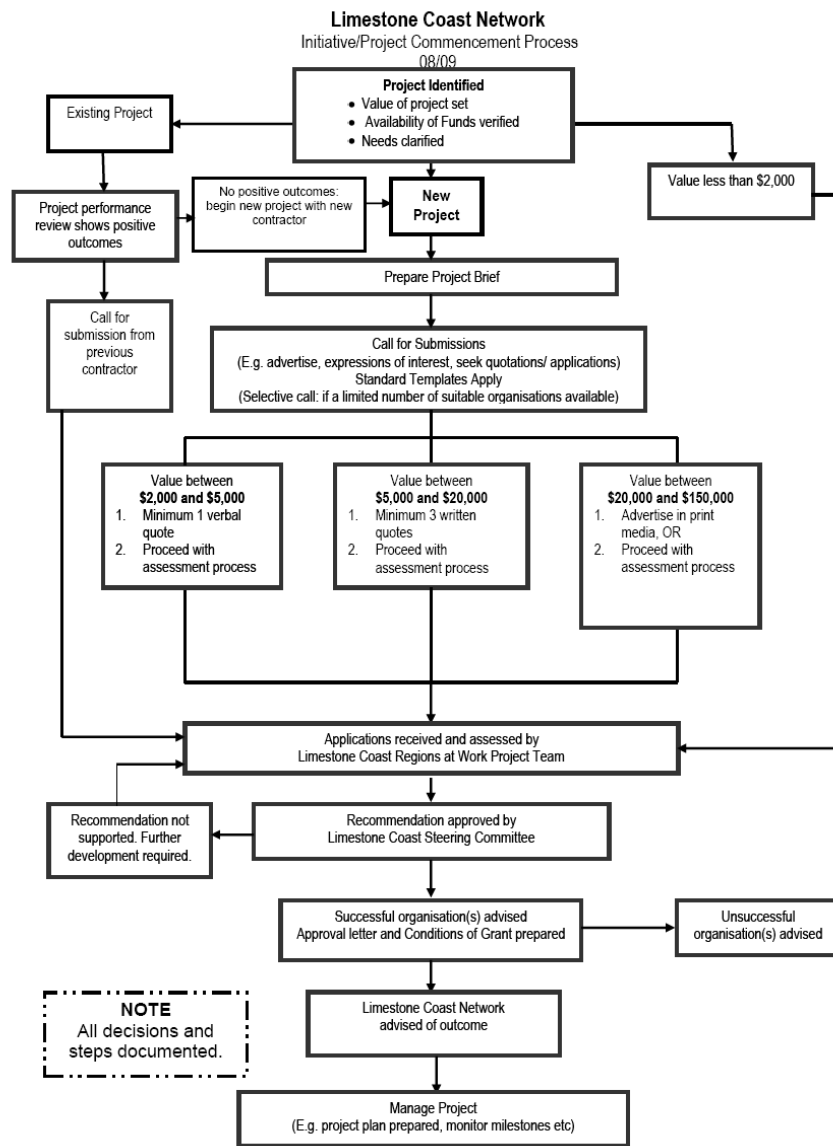 Limestone Coast Network
Initiative/Project Commencement Process
08/09
Project Identified
• Value of project set
• Availability of Funds verified
• Needs clarified
Existing Project
Value less than $2,000
No positive outcomes:
begin new project with new
contractor
New
Project
Project performance
review shows positive
outcomes
Prepare Project Brief
Call for
submission from
previous
contractor
Call for Submissions
(E.g. advertise, expressions of interest, seek quotations/ applications)
Standard Templates Apply
(Selective call: if a limited number of suitable organisations available)
Value between
$2,000 and $5,000
1. Minimum 1 verbal
quote
2. Proceed with
assessment process
Value between
$5,000 and $20,000
1. Minimum 3 written
quotes
2. Proceed with
assessment process
Value between
$20,000 and $150,000
1. Advertise in print
media, OR
2. Proceed with
assessment process
Applications received and assessed by
Limestone Coast Regions at Work Project Team
Recommendation not
supported. Further
development required.
Recommendation approved by
Limestone Coast Steering Committee
Successful organisation(s) advised
Approval letter and Conditions of Grant prepared
Unsuccessful
organisation(s) advised
NOTE
All decisions and
steps documented.
Limestone Coast Network
advised of outcome
Manage Project
(E.g. project plan prepared, monitor milestones etc)